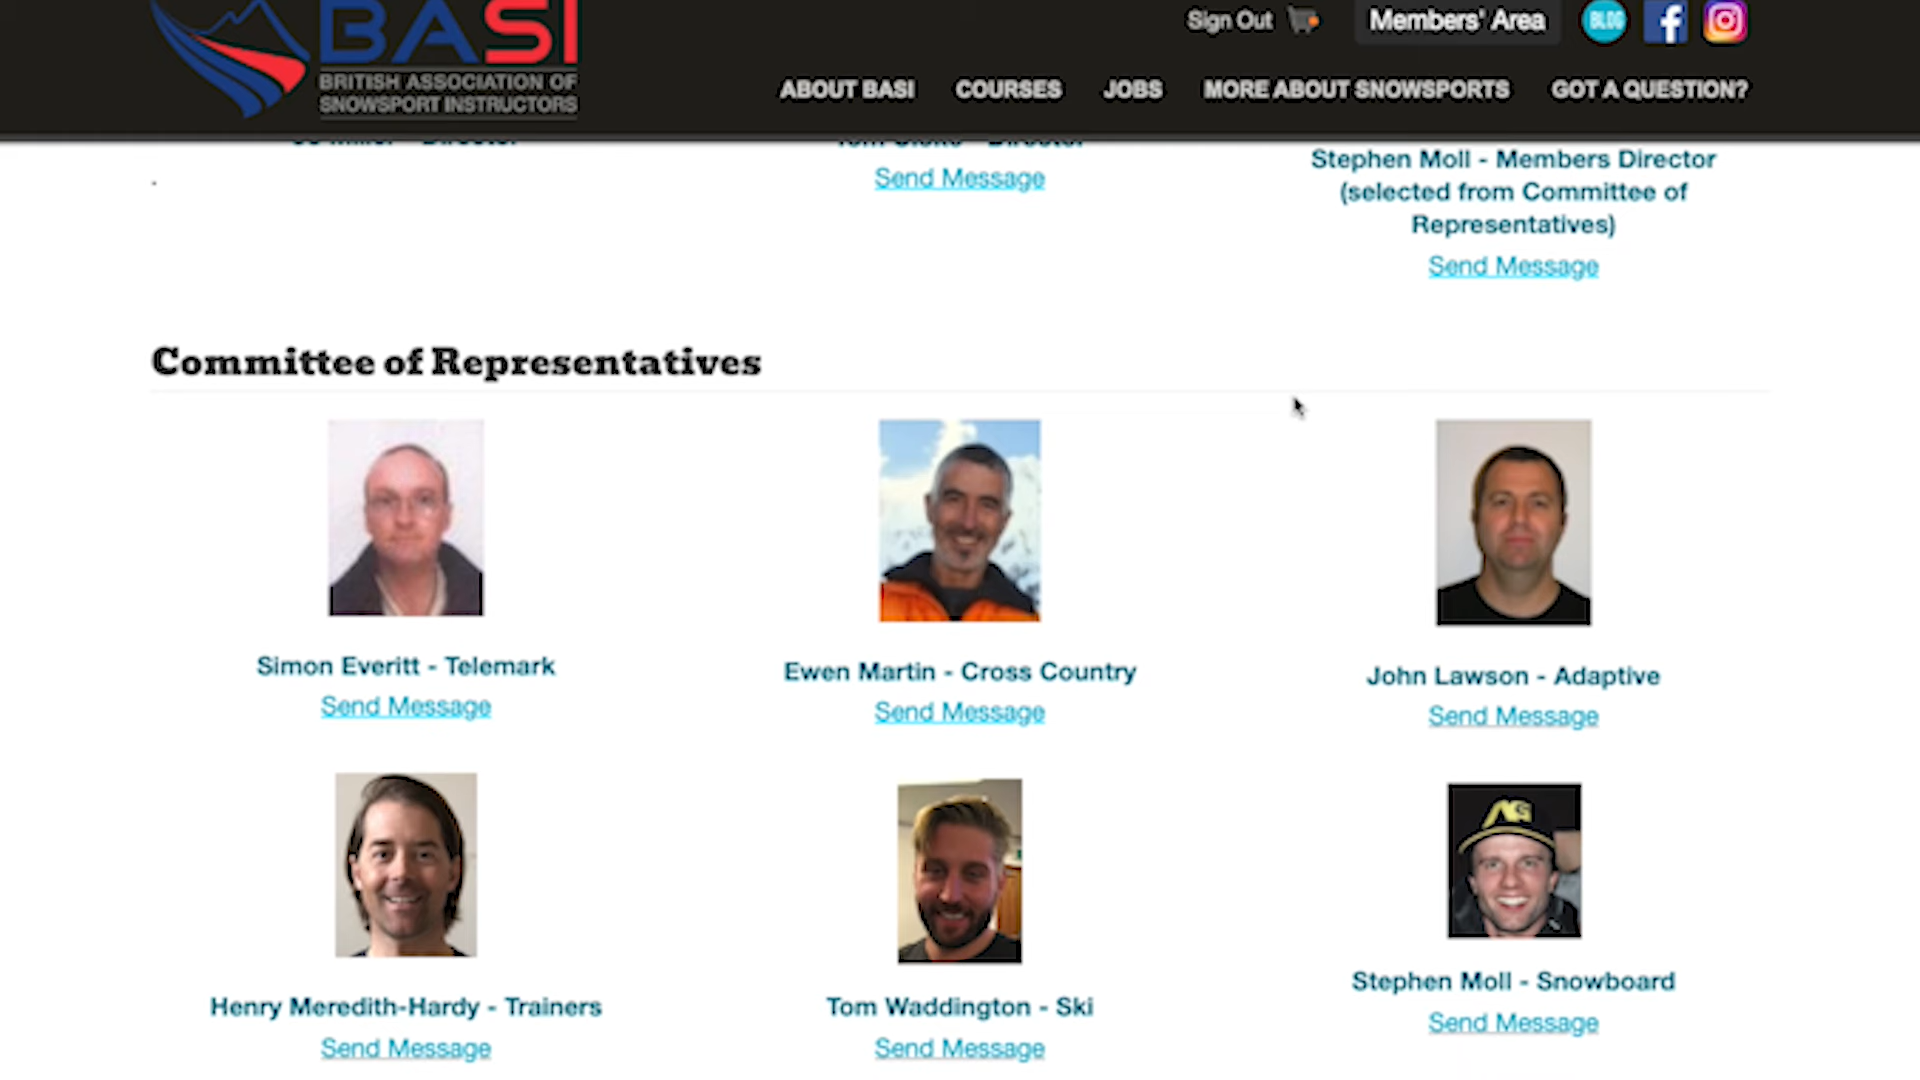 BASI
BRITISH ASSOCIATION OF
SNOWSPORT INSTRUCTORS
Sign Out
Members' Area
BLOG
ABOUT BASI
COURSES
JOBS
MORE ABOUT SNOWSPORTS
GOT A QUESTION?
Send Message
Stephen Moll - Members Director
(selected from Committee of
Representatives)
Send Message
Committee of Representatives
Simon Everitt - Telemark
Send Message
Ewen Martin - Cross Country
Send Message
John Lawson - Adaptive
Send Message
Henry Meredith-Hardy - Trainers
Send Message
Tom Waddington - Ski
Send Message
Stephen Moll - Snowboard
Send Message